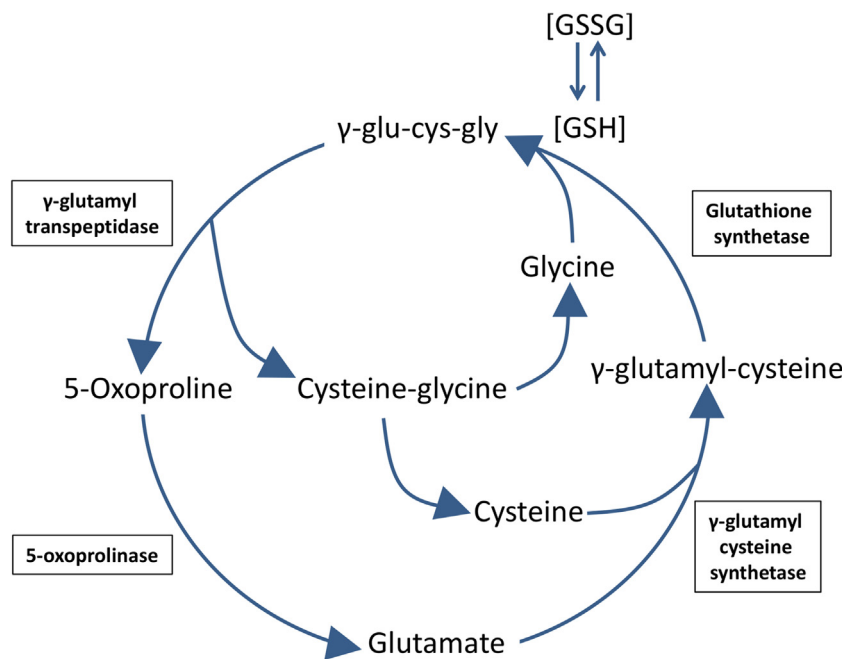 [GSSG]
γ-glu-cys-gly
[GSH]
γ-glutamyl
transpeptidase
Glutathione
synthetase
Glycine
5-Oxoproline
Cysteine-glycine
γ-glutamyl-cysteine
Cysteine
5-oxoprolinase
γ-glutamyl
cysteine
synthetase
Glutamate